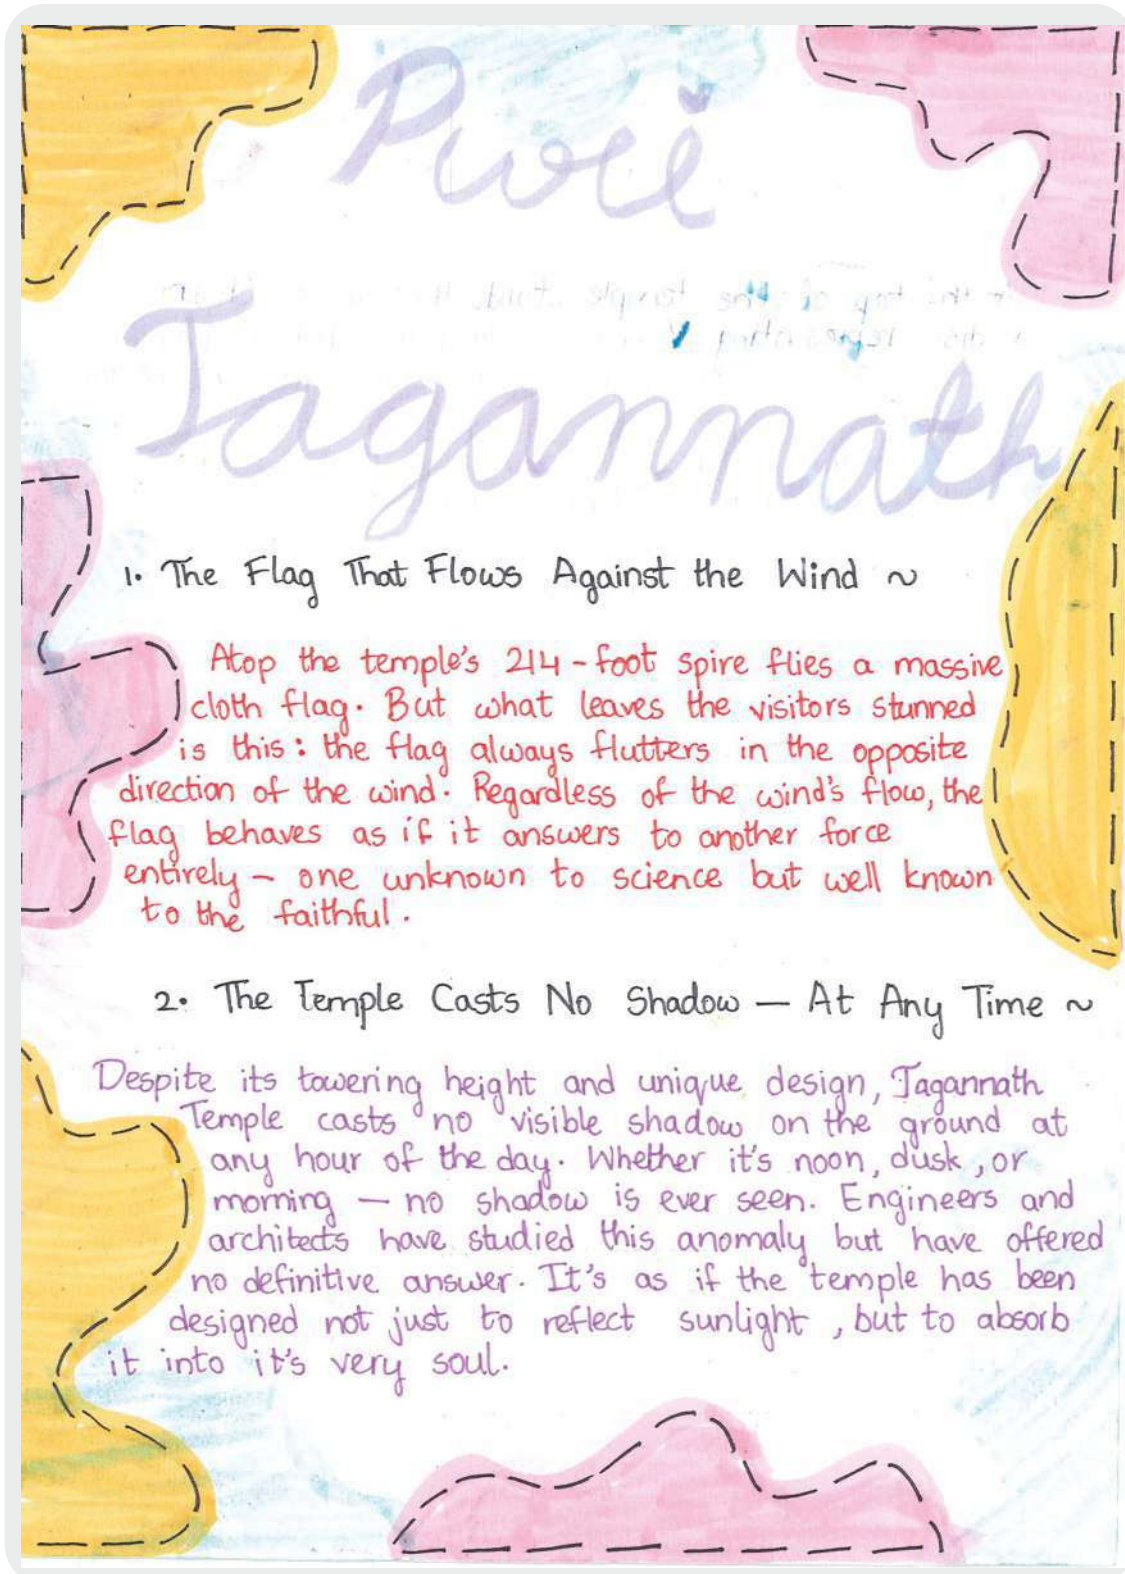 Puri
Jagannath
1. The Flag That Flows Against the Wind ~
Atop the temple's 214-foot spire flies a massive
cloth flag. But what leaves the visitors stunned
is this: the flag always flutters in the opposite
direction of the wind. Regardless of the wind's flow, the
flag behaves as if it answers to another force
entirely - one unknown to science but well known
to the faithful.
2. The Temple Casts No Shadow - At Any Time ~
Despite its towering height and unique design, Jagannath
Temple casts no visible shadow on the ground at
any hour of the day. Whether it's noon, dusk, or
morning - no shadow is ever seen. Engineers and
architects have studied this anomaly but have offered
no definitive answer. It's as if the temple has been
designed not just to reflect sunlight, but to absorb
it into it's very soul.